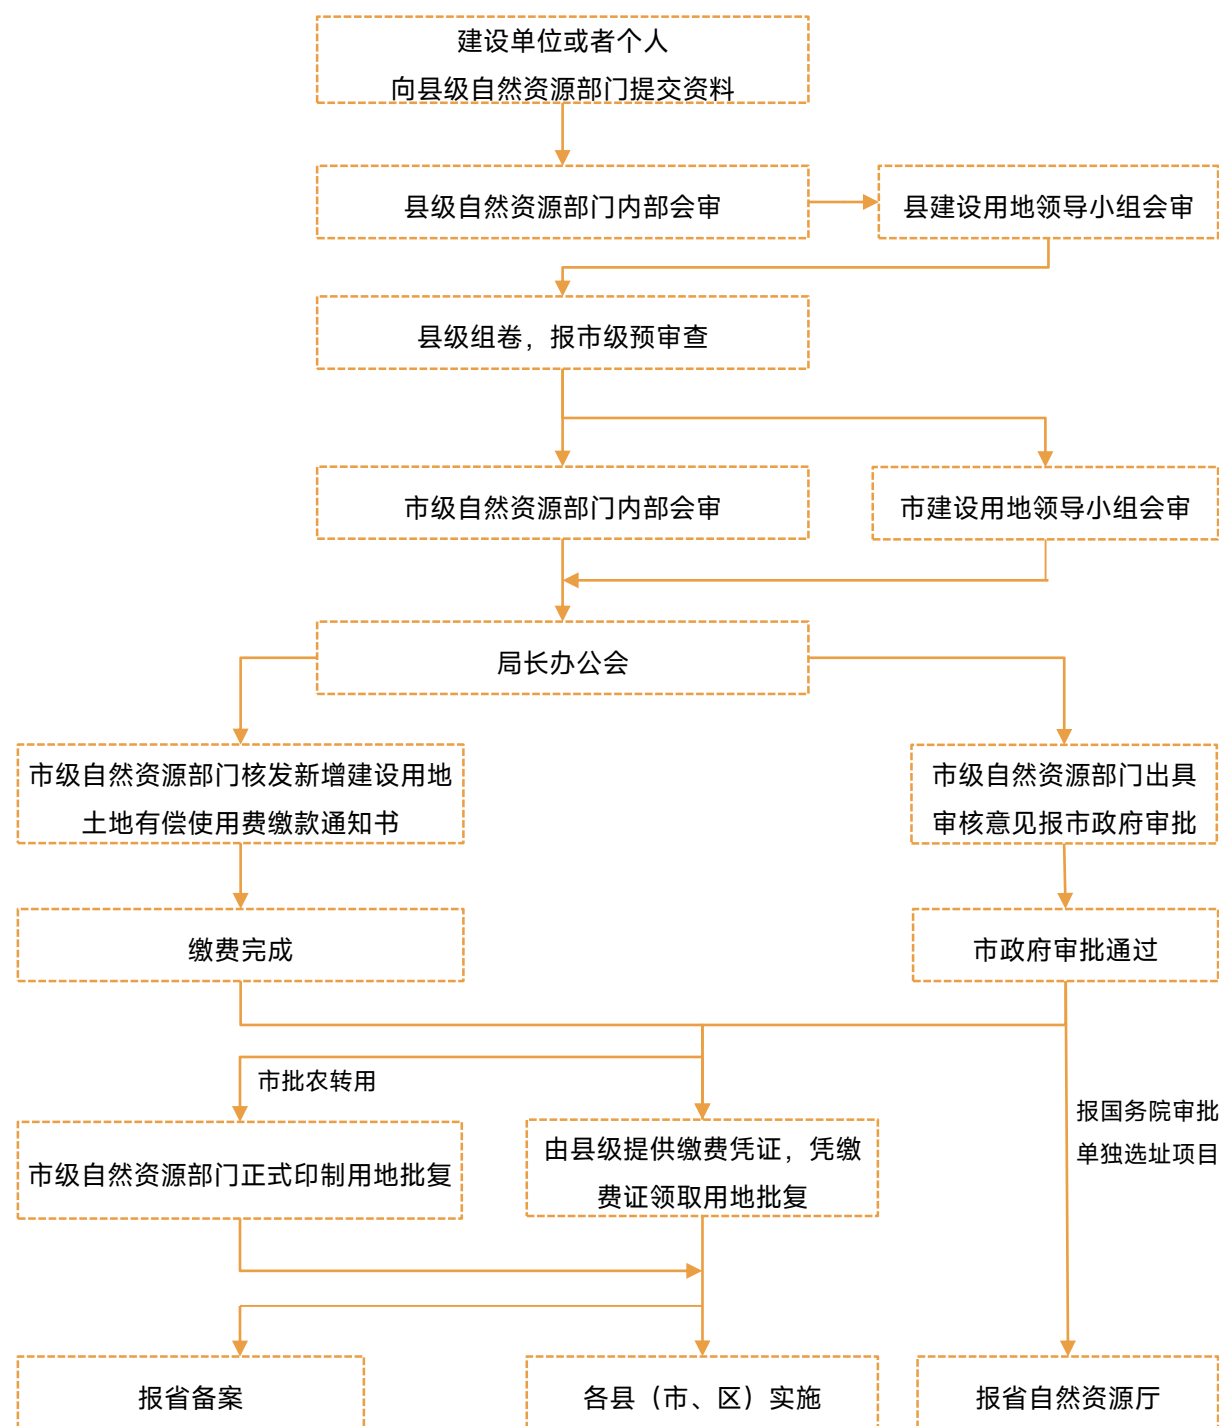 建设单位或者个人
向县级自然资源部门提交资料
县级自然资源部门内部会审
县建设用地领导小组会审
县级组卷，报市级预审查
市级自然资源部门内部会审
市建设用地领导小组会审
局长办公会
市级自然资源部门核发新增建设用地
土地有偿使用费缴款通知书
市级自然资源部门出具
审核意见报市政府审批
缴费完成
市政府审批通过
市批农转用
报国务院审批
单独选址项目
市级自然资源部门正式印制用地批复
由县级提供缴费凭证，凭缴
费证领取用地批复
报省备案
各县（市、区）实施
报省自然资源厅